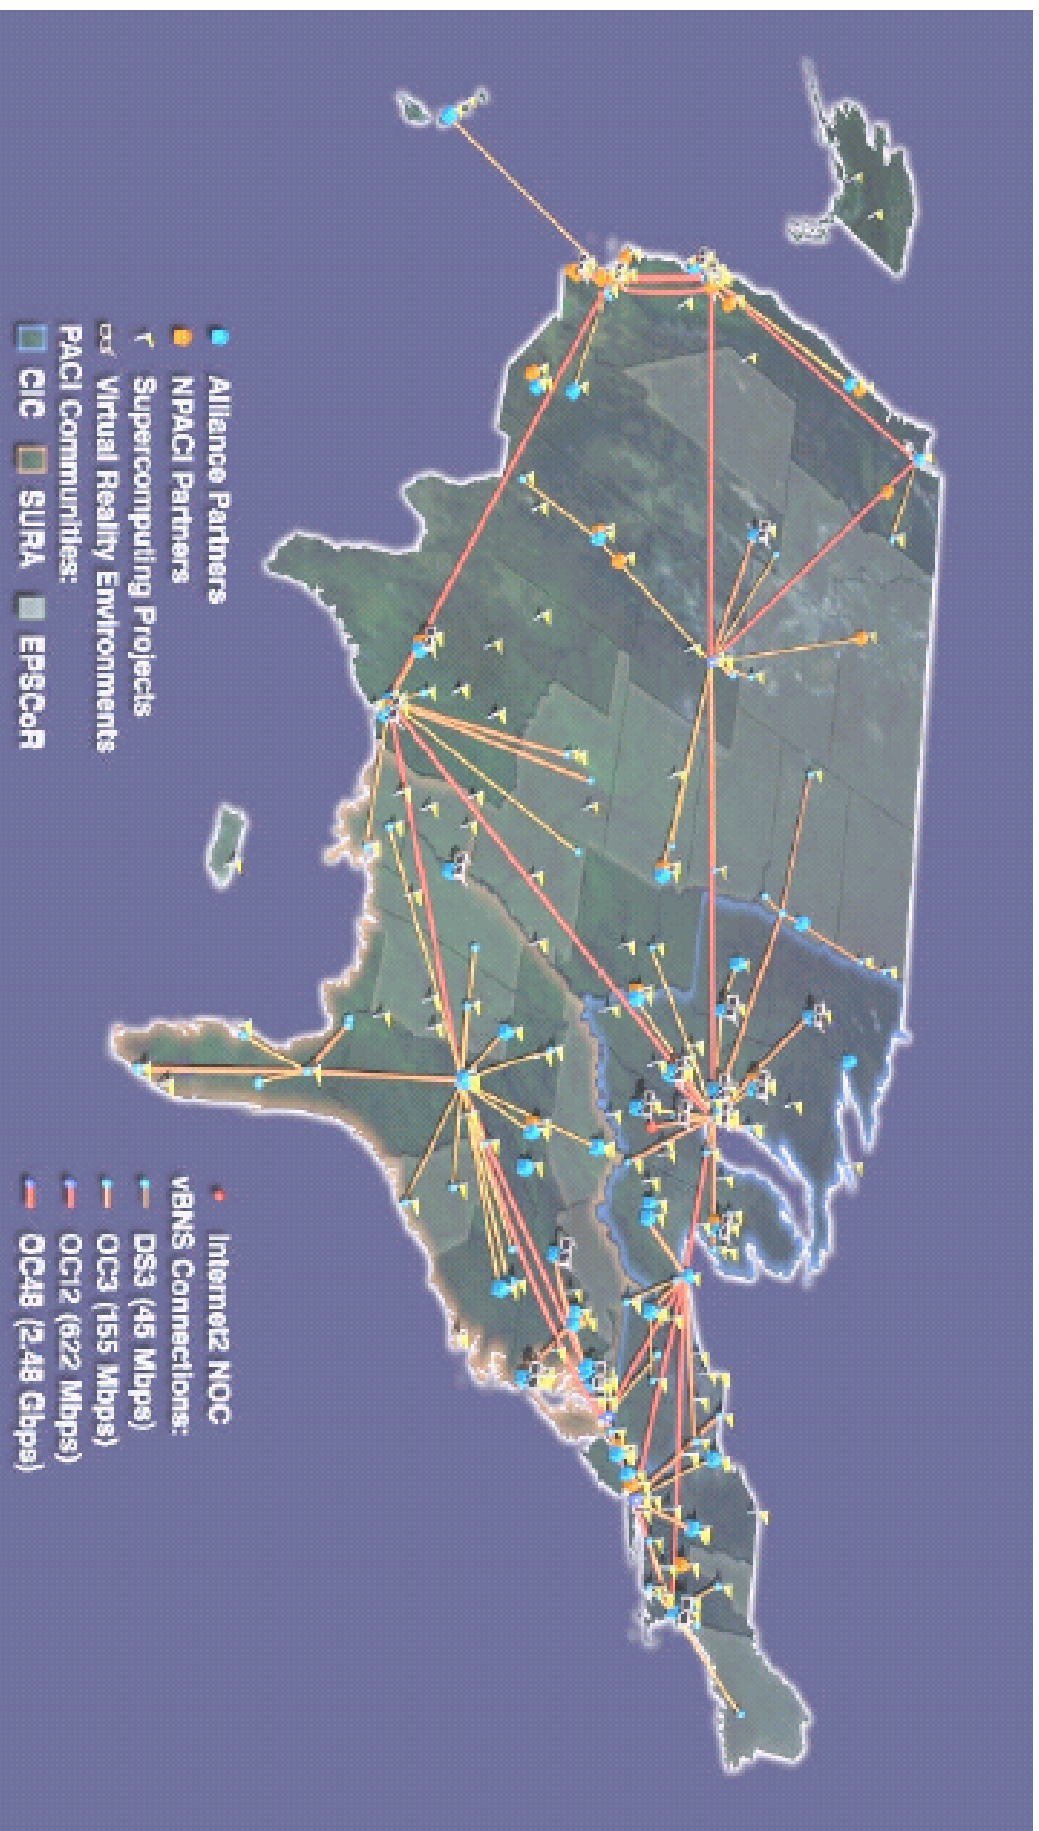 Alliance Partners
NPACI Partners
Supercomputing Projects
Virtual Reality Environments
PACI Communities:
CIC SURA EPSCoR
Internet2 NOC
vBNS Connections:
DS3 (45 Mbps)
OC3 (155 Mbps)
OC12 (622 Mbps)
OC48 (2.48 Gbps)